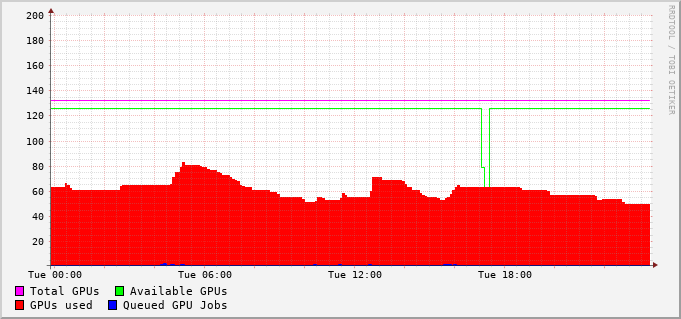 200
180
160
140
120
100
80
60
40
20
Tue 00:00 Tue 06:00 Tue 12:00 Tue 18:00
Total GPUs Available GPUs
GPUs used Queued GPU Jobs
RRDTOOL / TOBI OETIKER